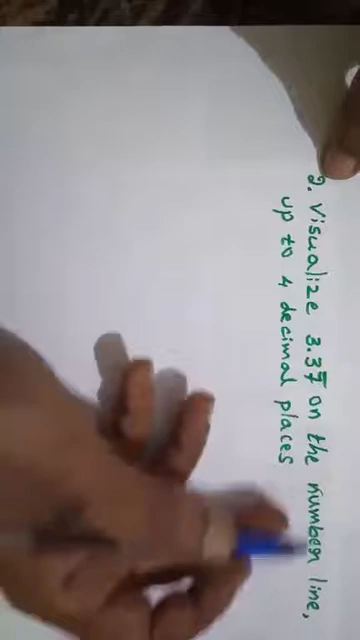 2. Visualize 3.37̅ on the number line,
up to 4 decimal places